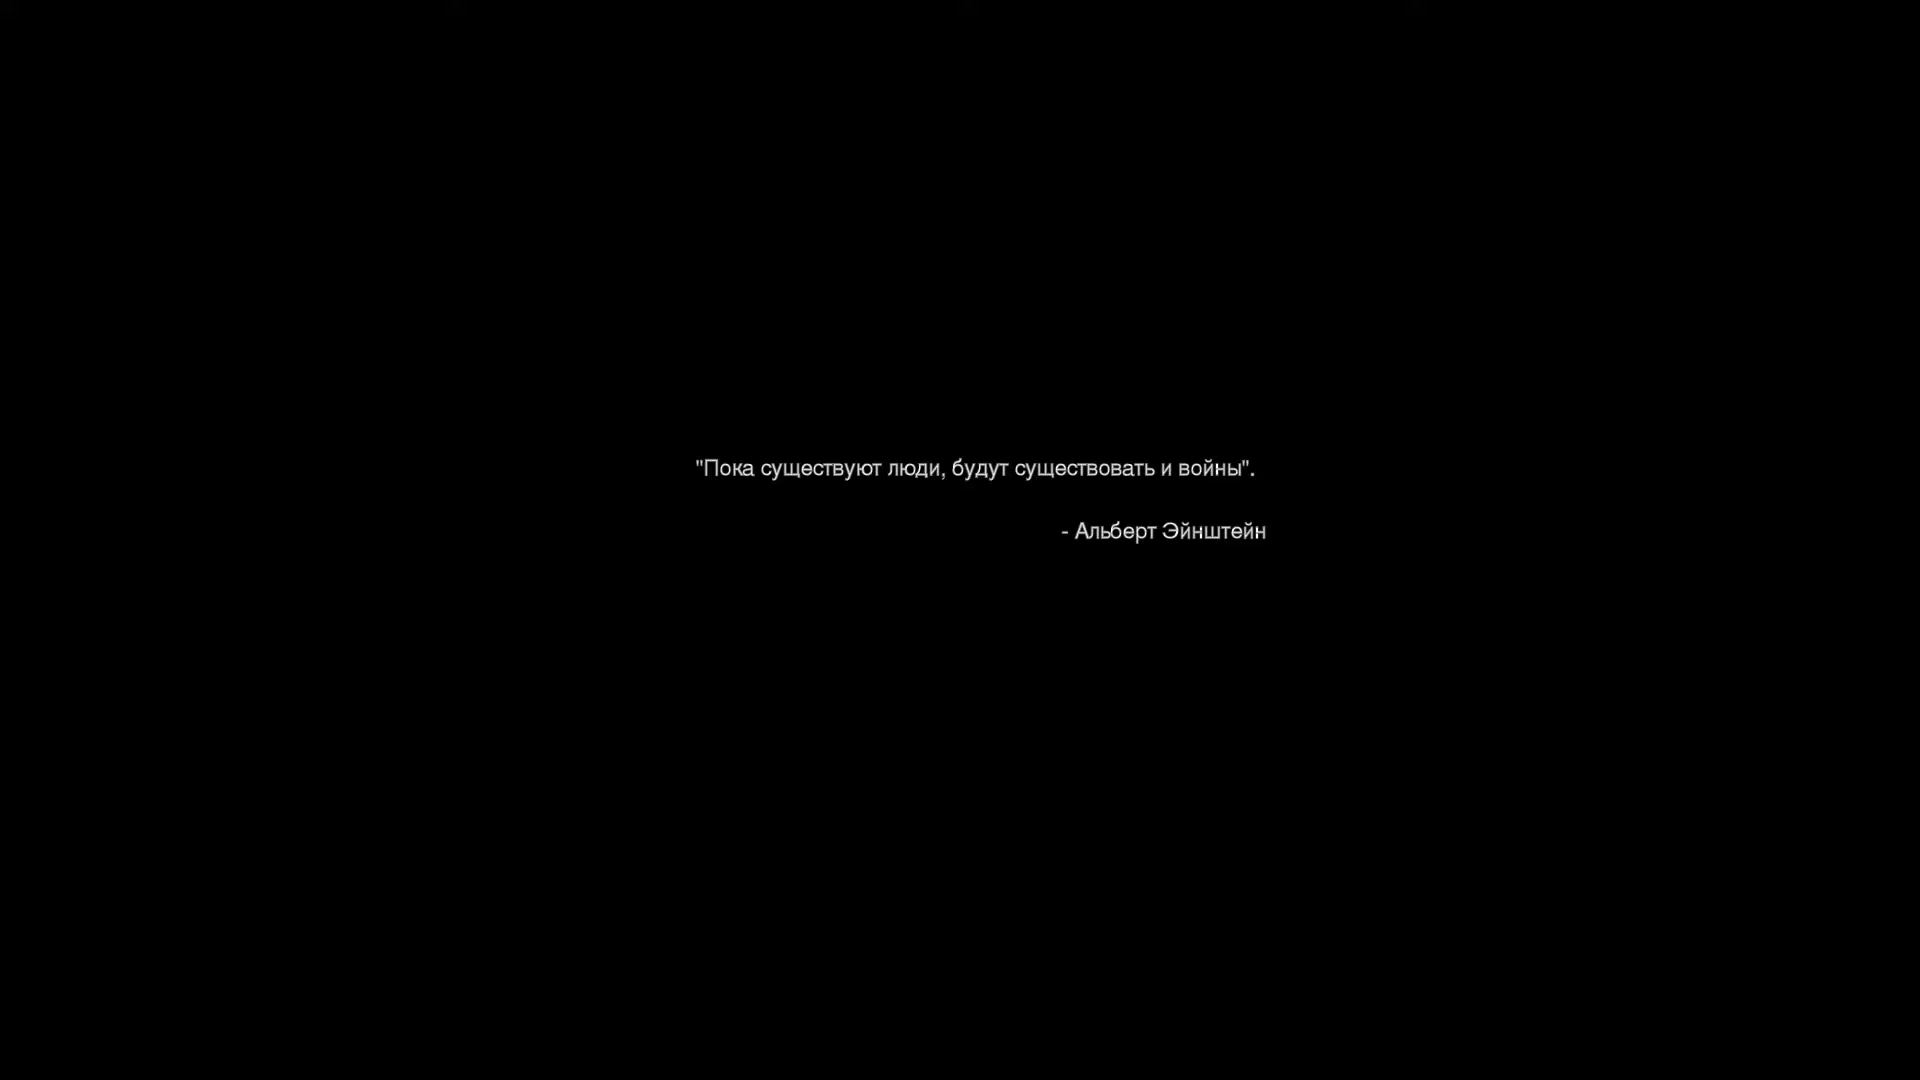 "Пока существуют люди, будут существовать и войны".
- Альберт Эйнштейн